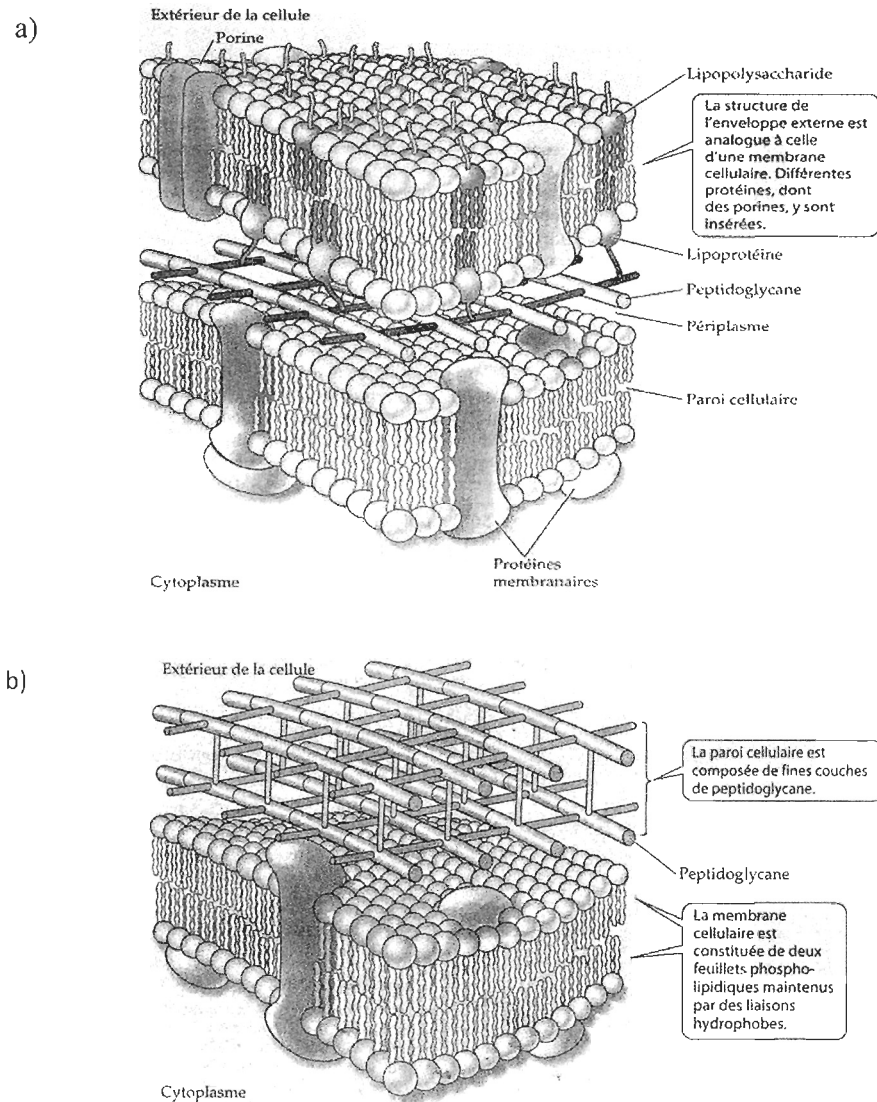 a)
Extérieur de la cellule
Porine
Lipopolysaccharide
La structure de
l'enveloppe externe est
analogue à celle
d'une membrane
cellulaire. Différentes
protéines, dont
des porines, y sont
insérées.
Lipoprotéine
Peptidoglycane
Périplasme
Paroi cellulaire
Protéines
membranaires
Cytoplasme
b)
Extérieur de la cellule
La paroi cellulaire est
composée de fines couches
de peptidoglycane.
Peptidoglycane
La membrane
cellulaire est
constituée de deux
feuillets phospho-
lipidiques maintenus
par des liaisons
hydrophobes.
Cytoplasme